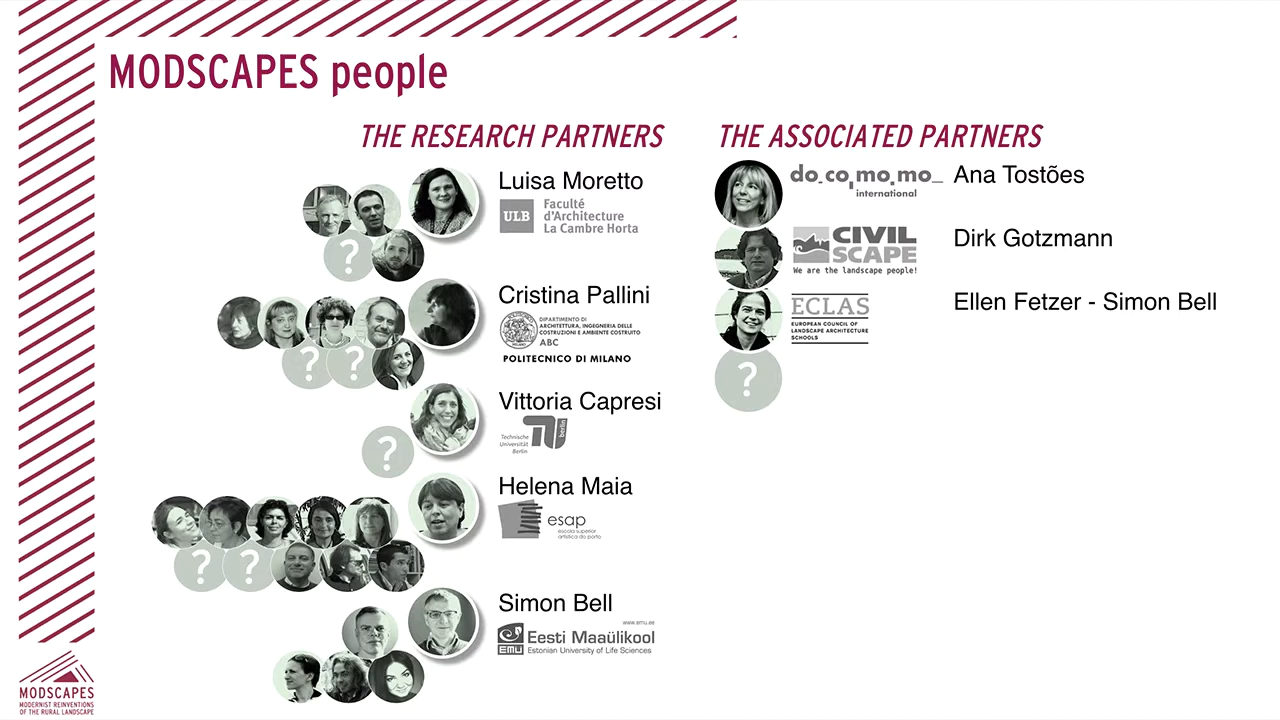 MODSCAPES people
THE RESEARCH PARTNERS
Luisa Moretto
ULB
Faculté
d'Architecture
La Cambre Horta
?
Cristina Pallini
DIPARTIMENTO DI
ARCHITETTURA, INGEGNERIA DELLE
COSTRUZIONI E AMBIENTE COSTRUITO
ABC
POLITECNICO DI MILANO
? ?
Vittoria Capresi
Technische
Universität
Berlin
berlin
?
Helena Maia
esap
escola superior
artística do porto
? ?
Simon Bell
www.emu.ee
EMU
Eesti Maaülikool
Estonian University of Life Sciences
THE ASSOCIATED PARTNERS
do_co,mo.mo_
international
Ana Tostões
CIVIL
SCAPE
We are the landscape people!
Dirk Gotzmann
ECLAS
EUROPEAN COUNCIL OF
LANDSCAPE ARCHITECTURE
SCHOOLS
Ellen Fetzer - Simon Bell
?
MODSCAPES
MODERNIST REINVENTIONS
OF THE RURAL LANDSCAPE